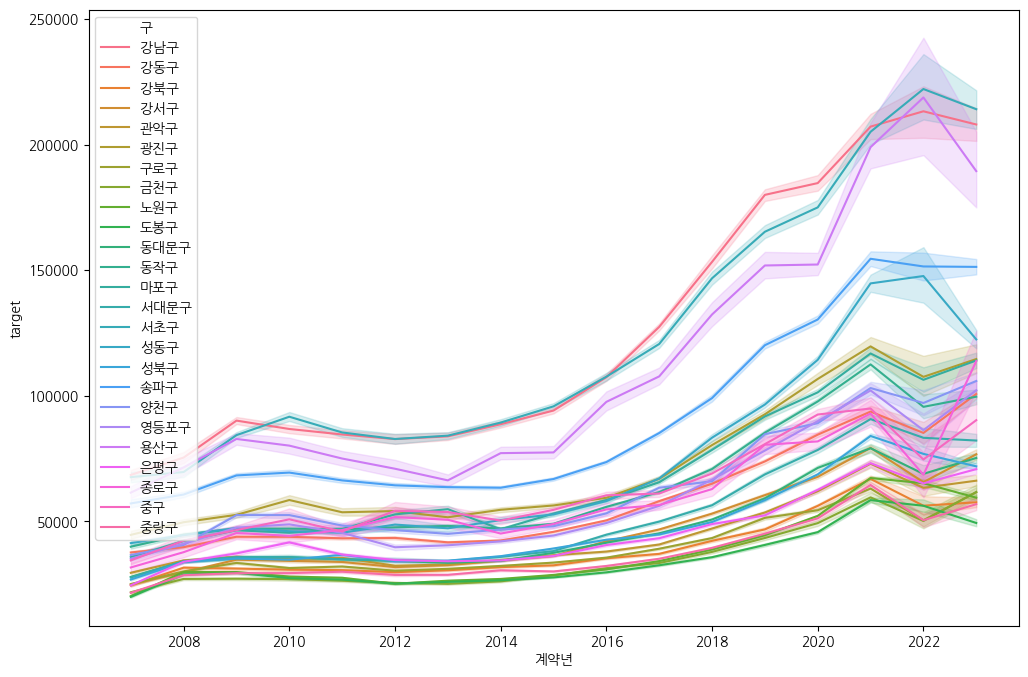 250000
200000
150000
100000
50000
target
구
강남구
강동구
강북구
강서구
관악구
광진구
구로구
금천구
노원구
도봉구
동대문구
동작구
마포구
서대문구
서초구
성동구
성북구
송파구
양천구
영등포구
용산구
은평구
종로구
중구
중랑구
2008
2010
2012
2014
2016
2018
2020
2022
계약년